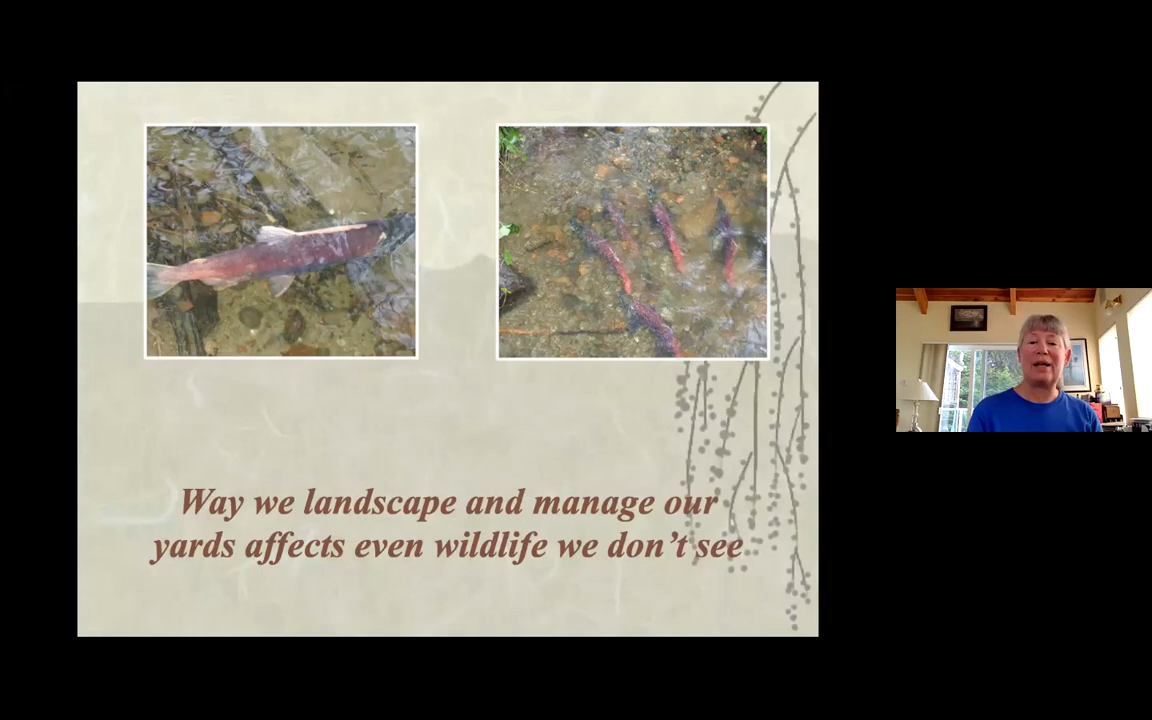 Way we landscape and manage our
yards affects even wildlife we don’t see